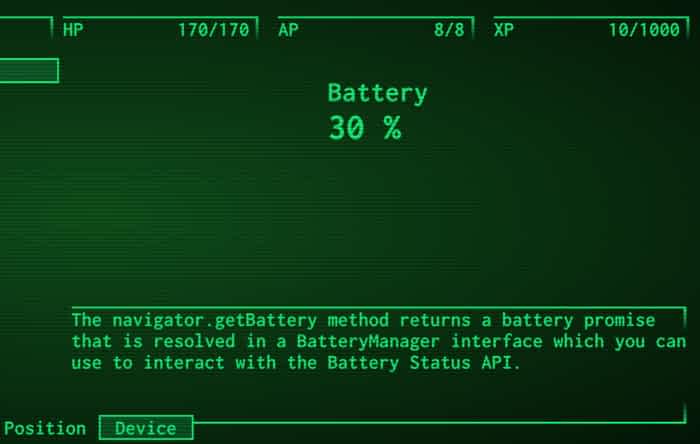 HP 170/170 AP 8/8 XP 10/1000
Battery
30 %
The navigator.getBattery method returns a battery promise
that is resolved in a BatteryManager interface which you can
use to interact with the Battery Status API.
Position Device